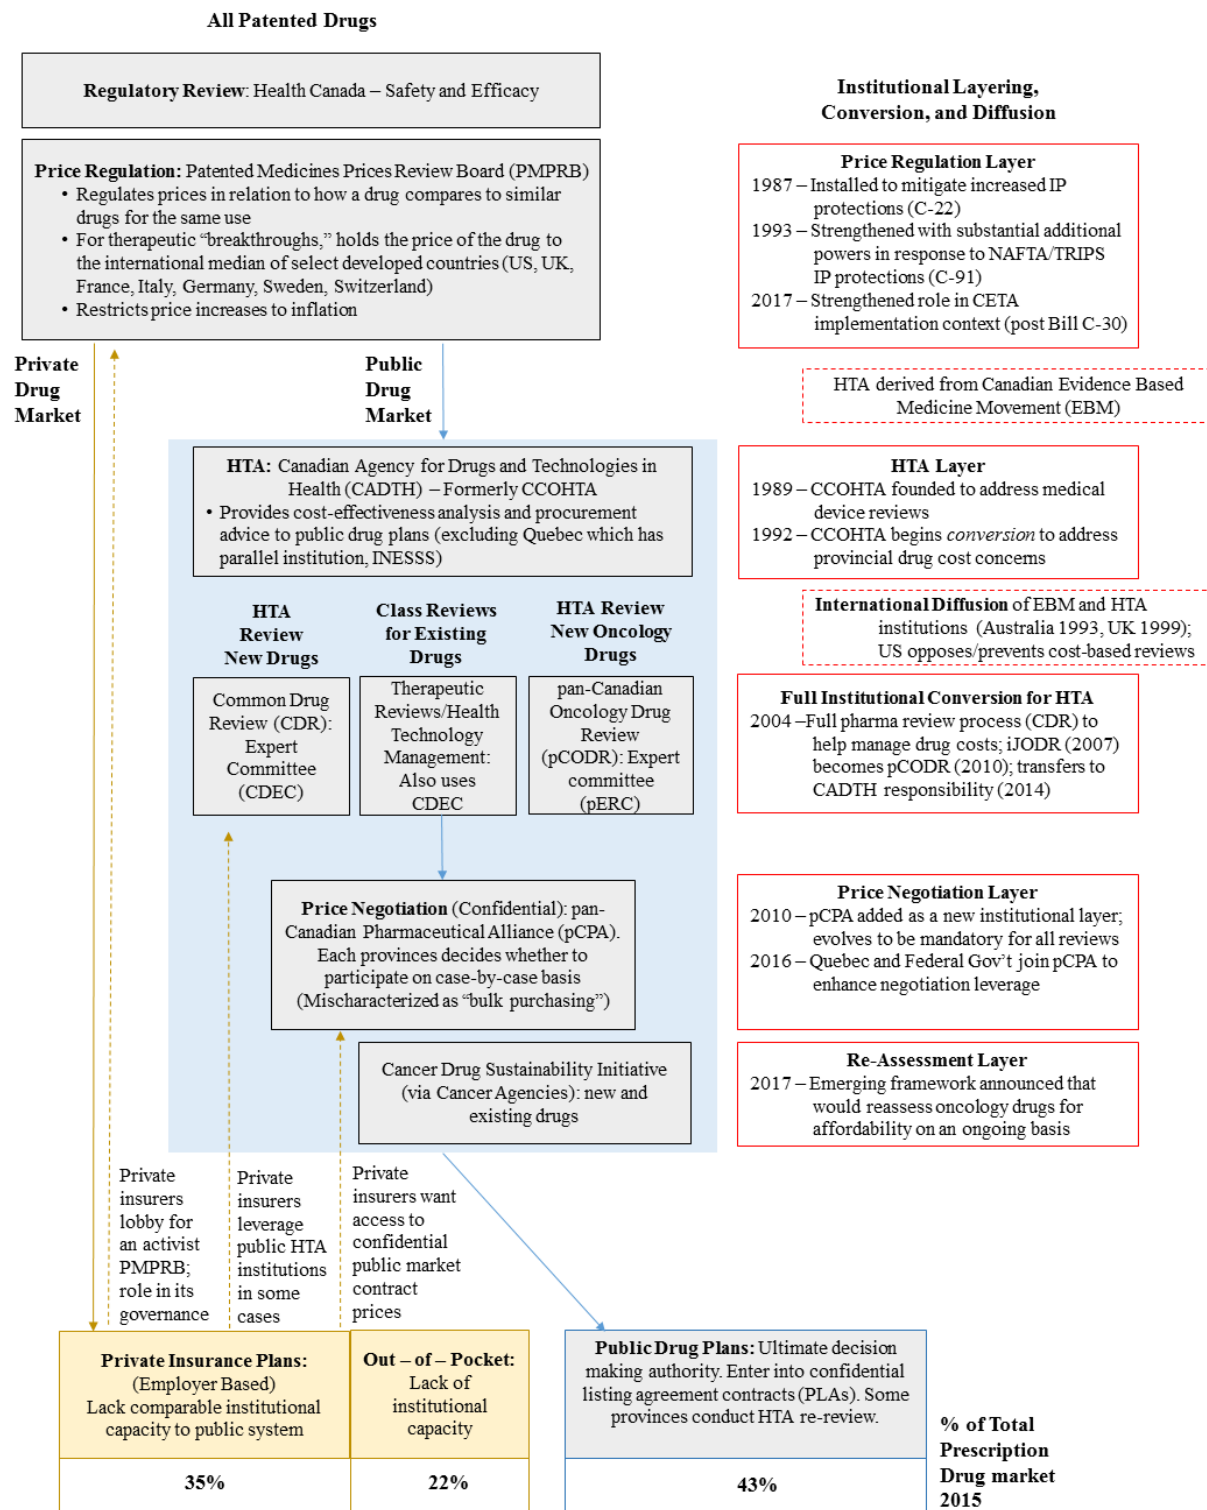 All Patented Drugs
Regulatory Review: Health Canada – Safety and Efficacy
Price Regulation: Patented Medicines Prices Review Board (PMPRB)
• Regulates prices in relation to how a drug compares to similar
drugs for the same use
• For therapeutic “breakthroughs,” holds the price of the drug to
the international median of select developed countries (US, UK,
France, Italy, Germany, Sweden, Switzerland)
• Restricts price increases to inflation
Institutional Layering,
Conversion, and Diffusion
Price Regulation Layer
1987 – Installed to mitigate increased IP
protections (C-22)
1993 – Strengthened with substantial additional
powers in response to NAFTA/TRIPS
IP protections (C-91)
2017 – Strengthened role in CETA
implementation context (post Bill C-30)
Private
Drug
Market
Public
Drug
Market
HTA derived from Canadian Evidence Based
Medicine Movement (EBM)
HTA: Canadian Agency for Drugs and Technologies in
Health (CADTH) – Formerly CCOHTA
• Provides cost-effectiveness analysis and procurement
advice to public drug plans (excluding Quebec which has
parallel institution, INESSS)
HTA Layer
1989 – CCOHTA founded to address medical
device reviews
1992 – CCOHTA begins conversion to address
provincial drug cost concerns
HTA
Review
New Drugs
Class Reviews
for Existing
Drugs
HTA Review
New Oncology
Drugs
International Diffusion of EBM and HTA
institutions (Australia 1993, UK 1999);
US opposes/prevents cost-based reviews
Common Drug
Review (CDR):
Expert
Committee
(CDEC)
Therapeutic
Reviews/Health
Technology
Management:
Also uses
CDEC
pan-Canadian
Oncology Drug
Review
(pCODR): Expert
committee
(pERC)
Full Institutional Conversion for HTA
2004 –Full pharma review process (CDR) to
help manage drug costs; iJODR (2007)
becomes pCODR (2010); transfers to
CADTH responsibility (2014)
Price Negotiation (Confidential): pan-
Canadian Pharmaceutical Alliance (pCPA).
Each provinces decides whether to
participate on case-by-case basis
(Mischaracterized as “bulk purchasing”)
Price Negotiation Layer
2010 – pCPA added as a new institutional layer;
evolves to be mandatory for all reviews
2016 – Quebec and Federal Gov’t join pCPA to
enhance negotiation leverage
Cancer Drug Sustainability Initiative
(via Cancer Agencies): new and
existing drugs
Re-Assessment Layer
2017 – Emerging framework announced that
would reassess oncology drugs for
affordability on an ongoing basis
Private
insurers
lobby for
an activist
PMPRB;
role in its
governance
Private
insurers
leverage
public HTA
institutions
in some
cases
Private
insurers want
access to
confidential
public market
contract
prices
Private Insurance Plans:
(Employer Based)
Lack comparable institutional
capacity to public system
Out – of – Pocket:
Lack of
institutional
capacity
Public Drug Plans: Ultimate decision
making authority. Enter into confidential
listing agreement contracts (PLAs). Some
provinces conduct HTA re-review.
35%
22%
43%
% of Total
Prescription
Drug market
2015